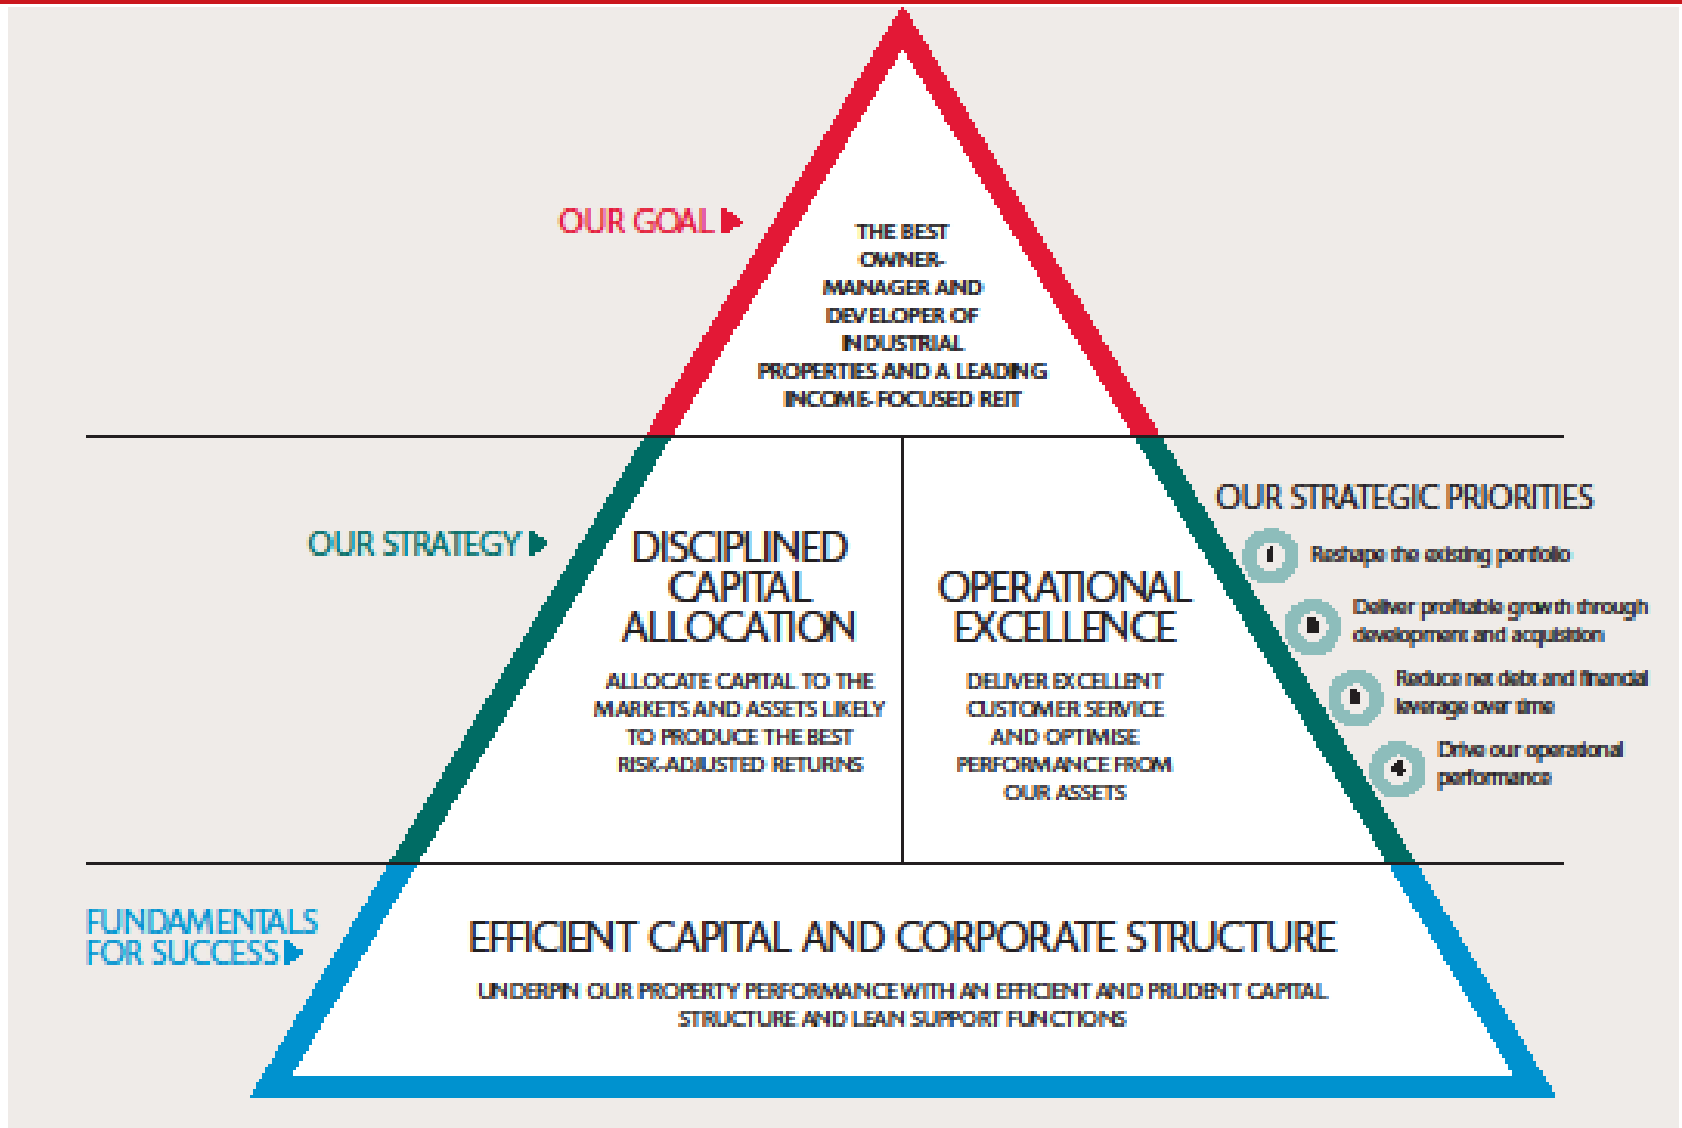 OUR GOAL
THE BEST
OWNER-
MANAGER AND
DEVELOPER OF
INDUSTRIAL
PROPERTIES AND A LEADING
INCOME-FOCUSED REIT
OUR STRATEGY
DISCIPLINED
CAPITAL
ALLOCATION
ALLOCATE CAPITAL TO THE
MARKETS AND ASSETS LIKELY
TO PRODUCE THE BEST
RISK-ADJUSTED RETURNS
OPERATIONAL
EXCELLENCE
DELIVER EXCELLENT
CUSTOMER SERVICE
AND OPTIMISE
PERFORMANCE FROM
OUR ASSETS
OUR STRATEGIC PRIORITIES
1 Reshape the existing portfolio
Deliver profitable growth through
development and acquisition
Reduce net debt and financial
leverage over time
4 Drive our operational
performance
FUNDAMENTALS
FOR SUCCESS
EFFICIENT CAPITAL AND CORPORATE STRUCTURE
UNDERPIN OUR PROPERTY PERFORMANCE WITH AN EFFICIENT AND PRUDENT CAPITAL
STRUCTURE AND LEAN SUPPORT FUNCTIONS